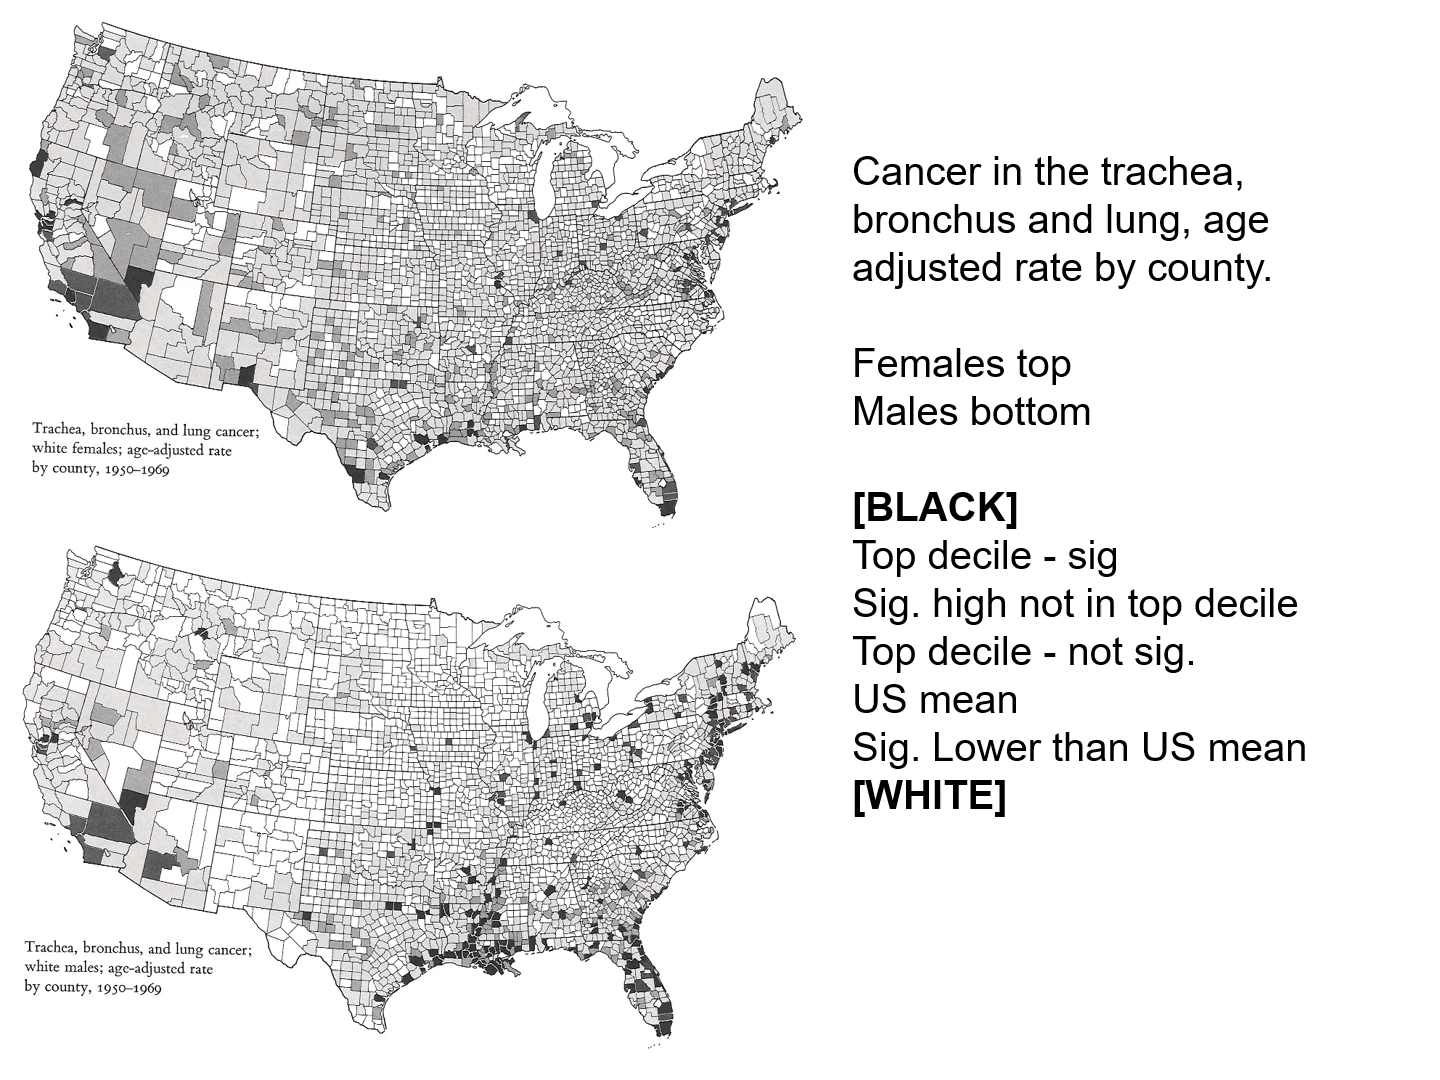 Cancer in the trachea,
bronchus and lung, age
adjusted rate by county.
Females top
Males bottom
[BLACK]
Top decile - sig
Sig. high not in top decile
Top decile - not sig.
US mean
Sig. Lower than US mean
[WHITE]
Trachea, bronchus, and lung cancer;
white females; age-adjusted rate
by county, 1950–1969
Trachea, bronchus, and lung cancer;
white males; age-adjusted rate
by county, 1950–1969